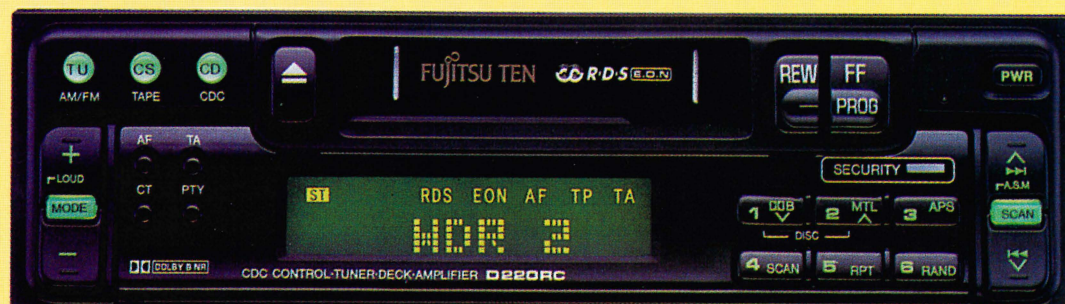 TU CS CD
AM/FM TAPE CDC
FUJITSU TEN R·D·S E.O.N
REW FF
PROG
PWR
AF TA
CT PTY
+
LOUD
MODE
−
DOLBY B NR
ST RDS EON AF TP TA
WDR 2
CDC CONTROL·TUNER·DECK·AMPLIFIER D220RC
SECURITY
1 B 2 MTL 3 APS
DISC
4 SCAN 5 RPT 6 RAND
A.S.M
SCAN